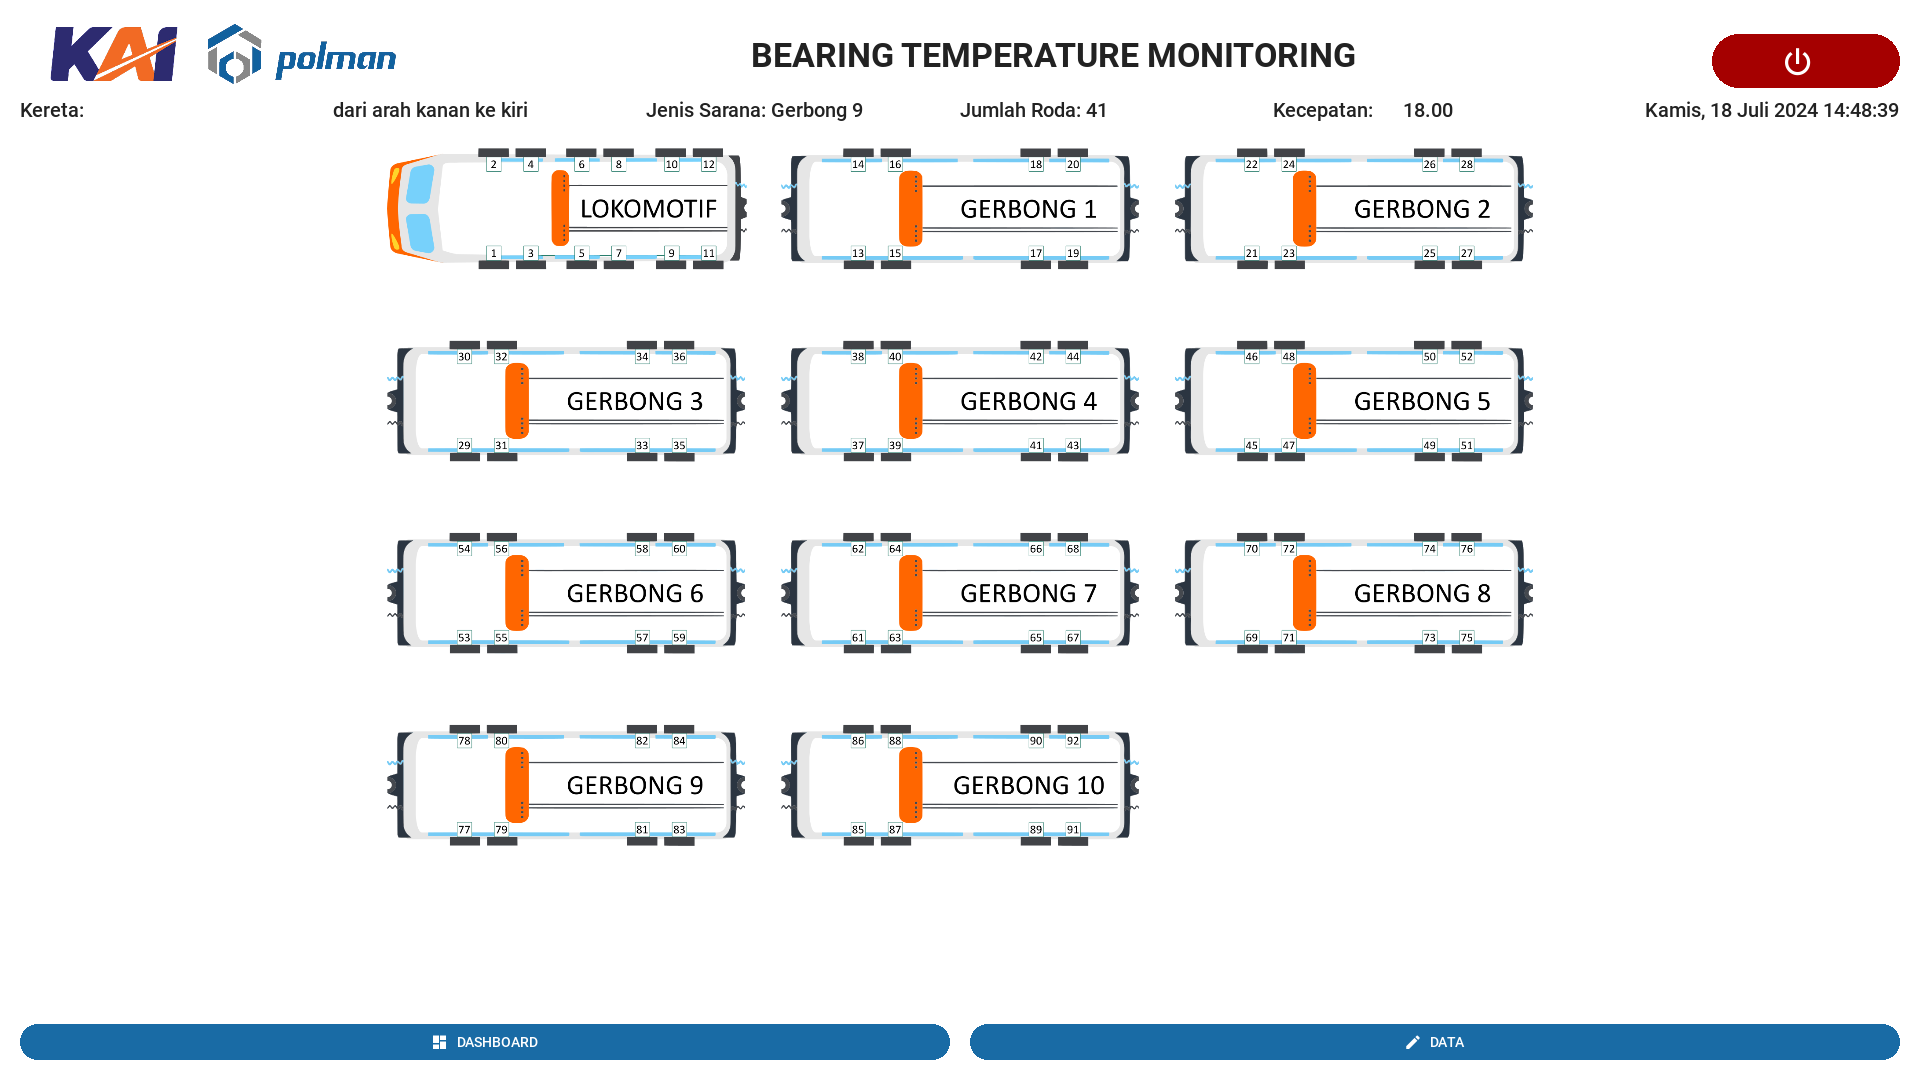 KAI
polman
BEARING TEMPERATURE MONITORING
Kereta:
dari arah kanan ke kiri
Jenis Sarana: Gerbong 9
Jumlah Roda: 41
Kecepatan: 18.00
Kamis, 18 Juli 2024 14:48:39
2 4 6 8 10 12
LOKOMOTIF
1 3 5 7 9 11
14 16 18 20
GERBONG 1
13 15 17 19
22 24 26 28
GERBONG 2
21 23 25 27
30 32 34 36
GERBONG 3
29 31 33 35
38 40 42 44
GERBONG 4
37 39 41 43
46 48 50 52
GERBONG 5
45 47 49 51
54 56 58 60
GERBONG 6
53 55 57 59
62 64 66 68
GERBONG 7
61 63 65 67
70 72 74 76
GERBONG 8
69 71 73 75
78 80 82 84
GERBONG 9
77 79 81 83
86 88 90 92
GERBONG 10
85 87 89 91
DASHBOARD
DATA